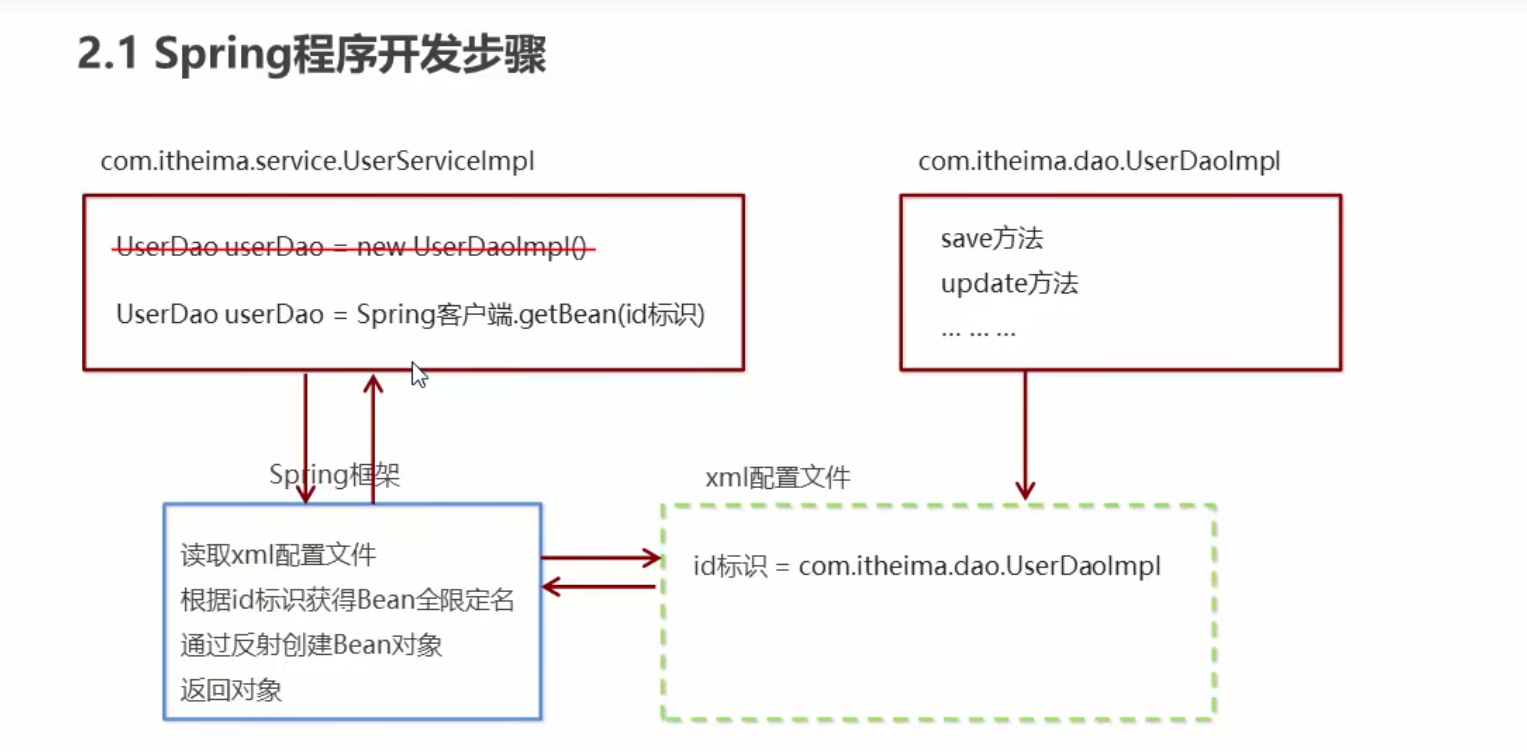 2.1 Spring程序开发步骤
com.itheima.service.UserServiceImpl
UserDao userDao = new UserDaoImpl()
UserDao userDao = Spring客户端.getBean(id标识)
com.itheima.dao.UserDaoImpl
save方法
update方法
... ... ...
Spring框架
读取xml配置文件
根据id标识获得Bean全限定名
通过反射创建Bean对象
返回对象
xml配置文件
id标识 = com.itheima.dao.UserDaoImpl